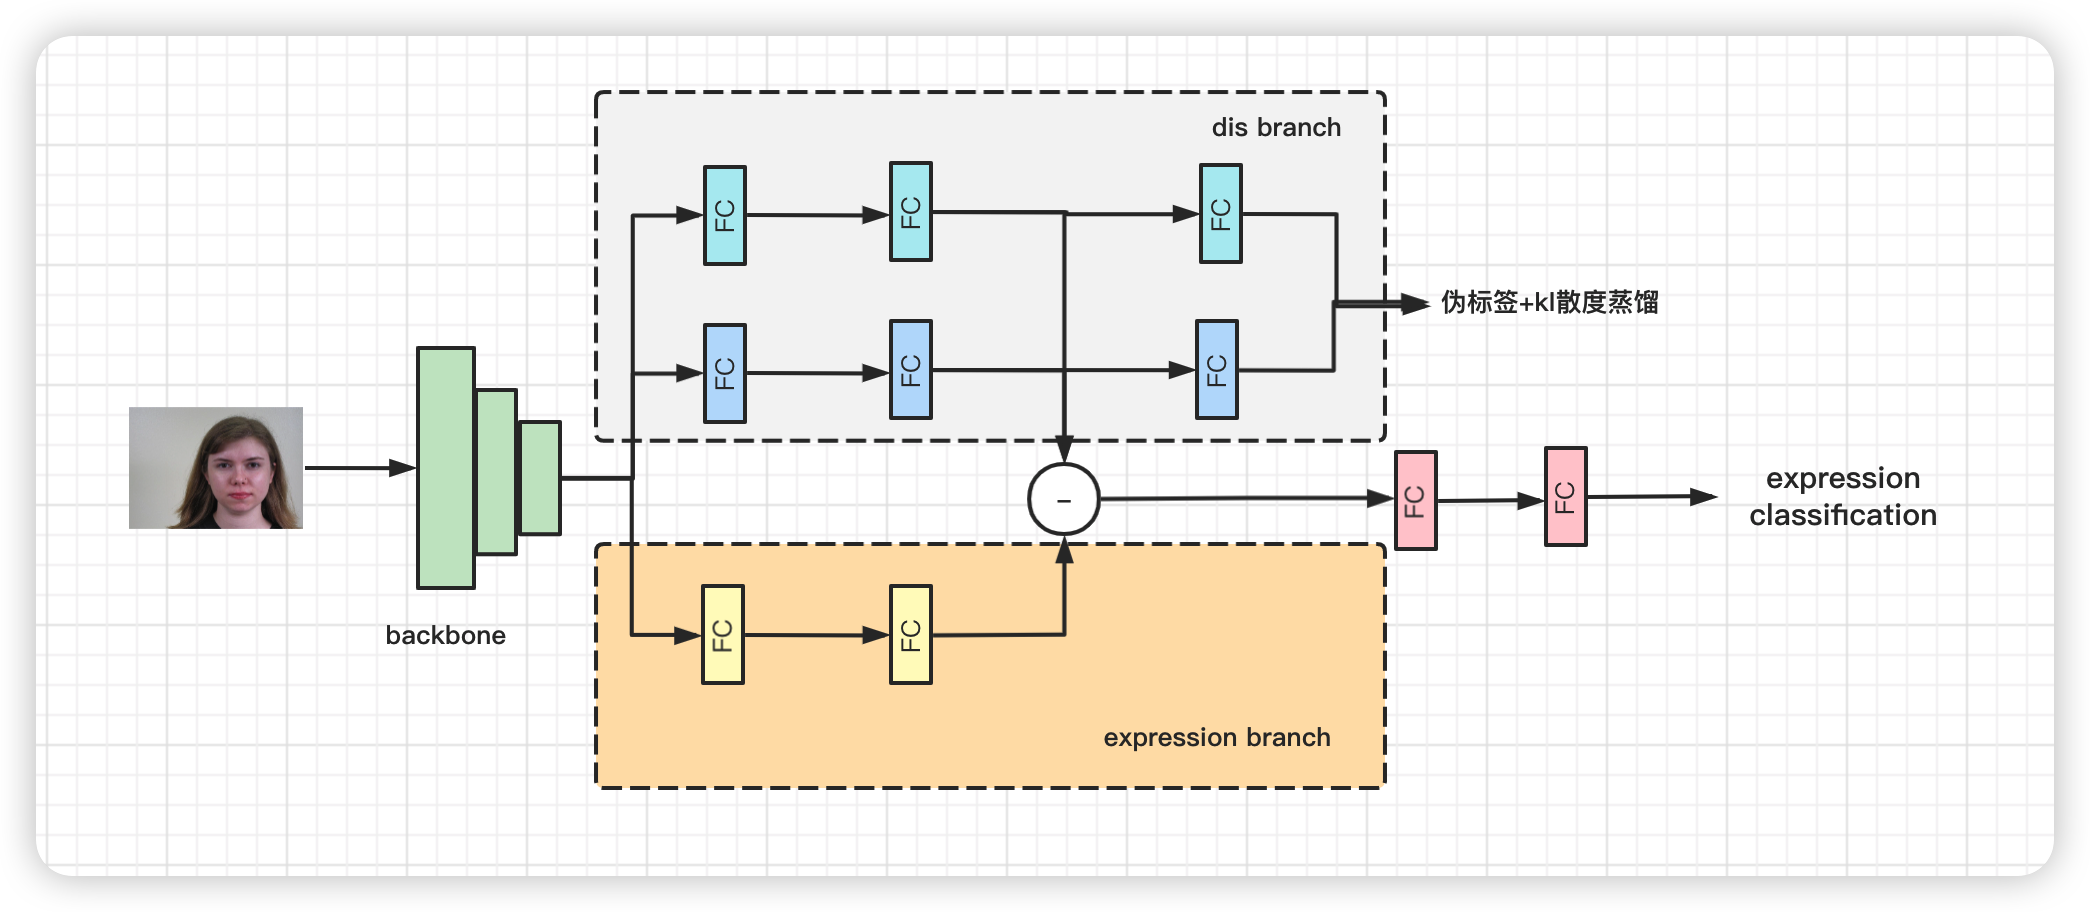 dis branch
FC
FC
FC
FC
FC
FC
伪标签+kl散度蒸馏
-
FC
FC
expression
classification
backbone
FC
FC
expression branch